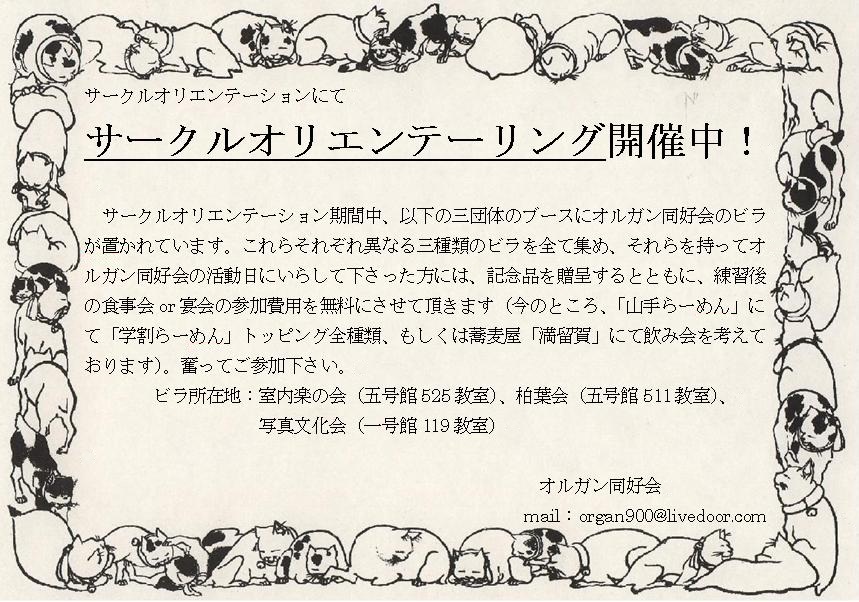 サークルオリエンテーションにて
サークルオリエンテーリング開催中！
サークルオリエンテーション期間中、以下の三団体のブースにオルガン同好会のビラ
が置かれています。これらそれぞれ異なる三種類のビラを全て集め、それらを持ってオ
ルガン同好会の活動日にいらして下さった方には、記念品を贈呈するとともに、練習後
の食事会 or 宴会の参加費用を無料にさせて頂きます（今のところ、「山手らーめん」に
て「学割らーめん」トッピング全種類、もしくは蕎麦屋「満留賀」にて飲み会を考えて
おります）。奮ってご参加下さい。
ビラ所在地：室内楽の会（五号館 525 教室）、柏葉会（五号館 511 教室）、
写真文化会（一号館 119 教室）
オルガン同好会
mail：organ900@livedoor.com